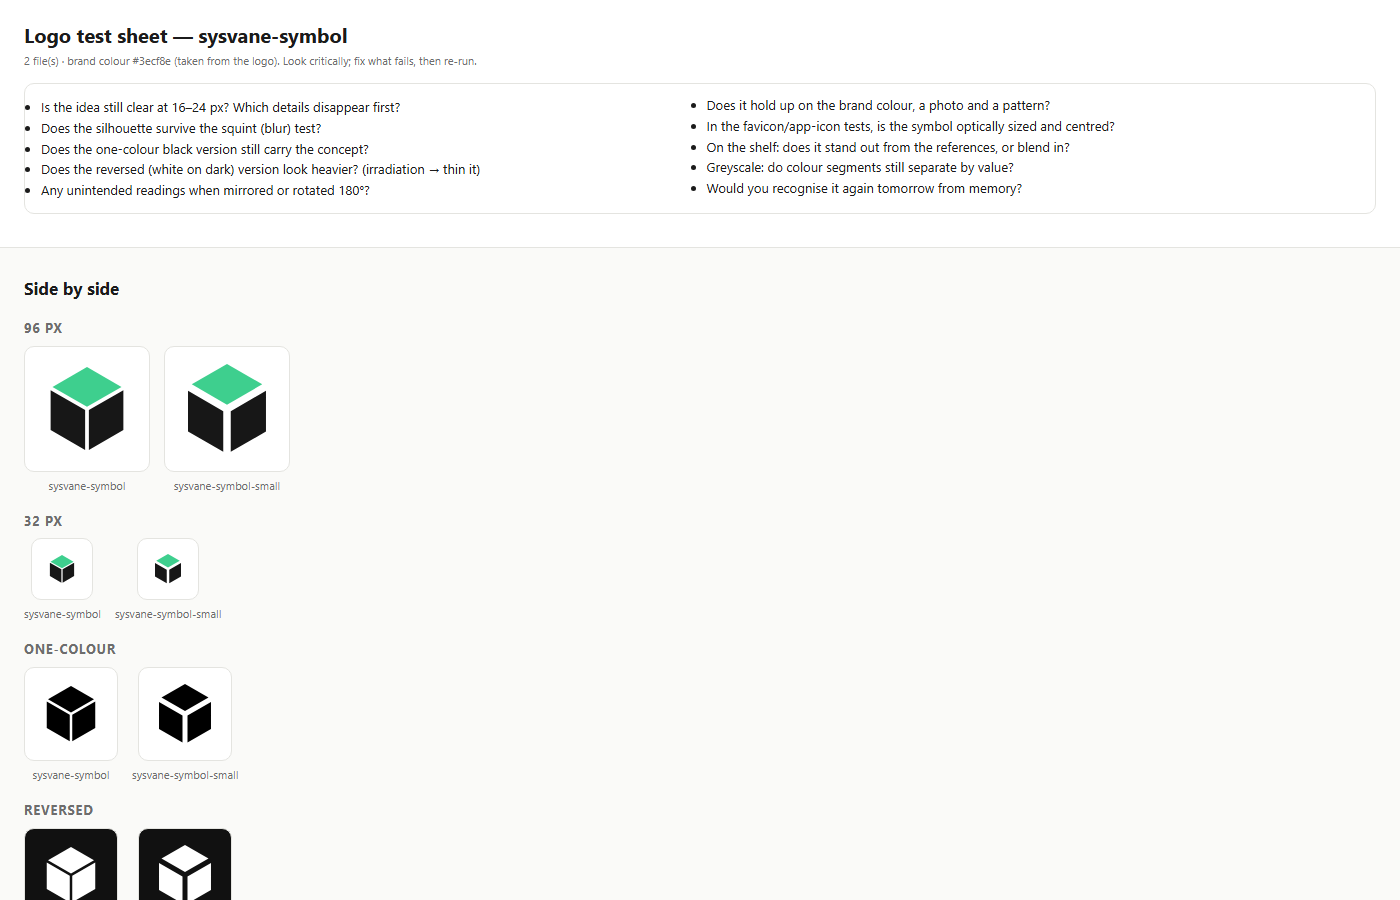 Logo test sheet — sysvane-symbol
2 file(s) · brand colour #3ecf8e (taken from the logo). Look critically; fix what fails, then re-run.
Is the idea still clear at 16–24 px? Which details disappear first?
Does the silhouette survive the squint (blur) test?
Does the one-colour black version still carry the concept?
Does the reversed (white on dark) version look heavier? (irradiation → thin it)
Any unintended readings when mirrored or rotated 180°?
Does it hold up on the brand colour, a photo and a pattern?
In the favicon/app-icon tests, is the symbol optically sized and centred?
On the shelf: does it stand out from the references, or blend in?
Greyscale: do colour segments still separate by value?
Would you recognise it again tomorrow from memory?
Side by side
96 PX
sysvane-symbol sysvane-symbol-small
32 PX
sysvane-symbol sysvane-symbol-small
ONE-COLOUR
sysvane-symbol sysvane-symbol-small
REVERSED